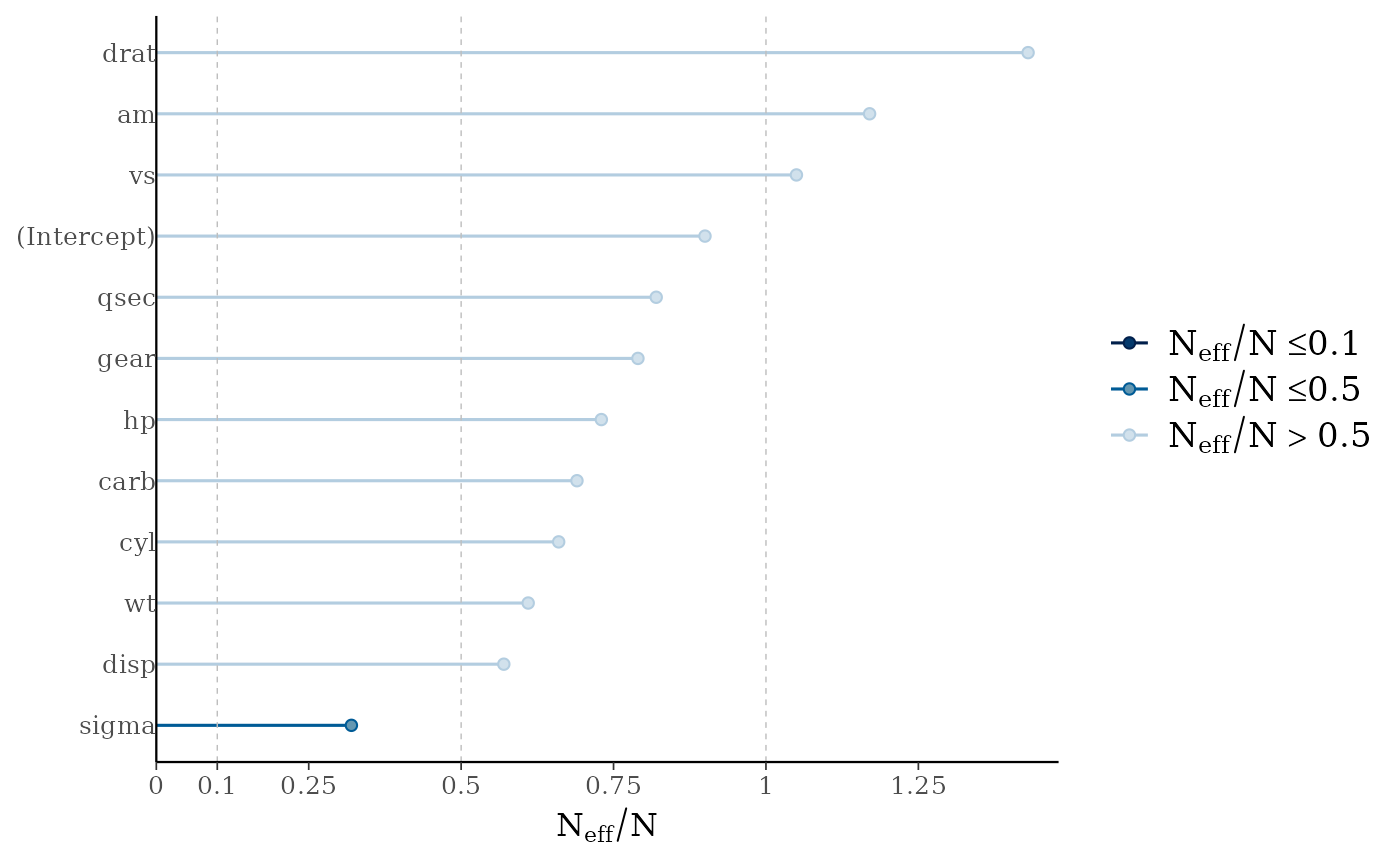 drat
am
vs
(Intercept)
qsec
gear
hp
carb
cyl
wt
disp
sigma
0 0.1 0.25 0.5 0.75 1 1.25
Neff/N
Neff/N ≤0.1
Neff/N ≤0.5
Neff/N > 0.5